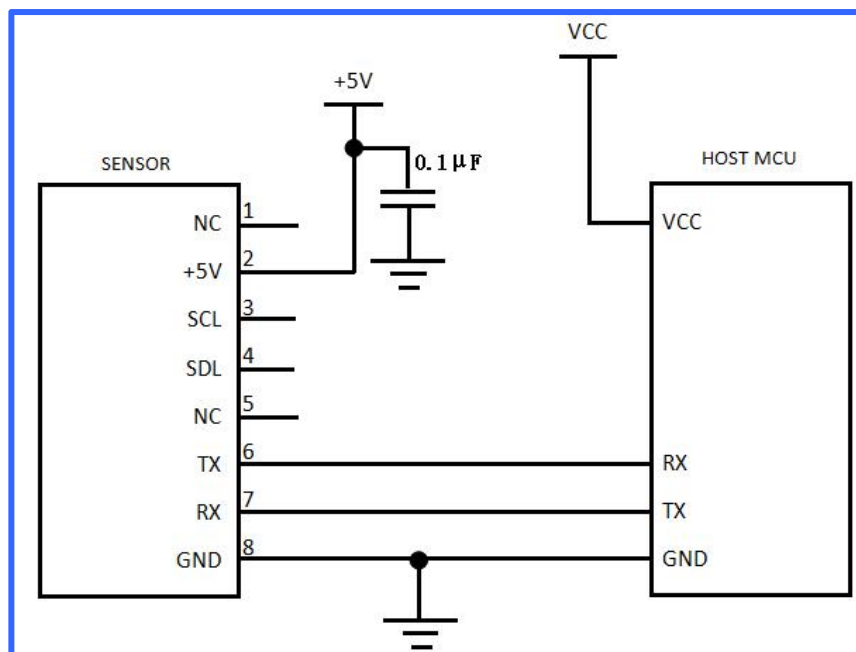 VCC
+5V
0.1μF
SENSOR
HOST MCU
NC 1
VCC
+5V 2
SCL 3
SDL 4
NC 5
TX 6
RX
RX 7
TX
GND 8
GND